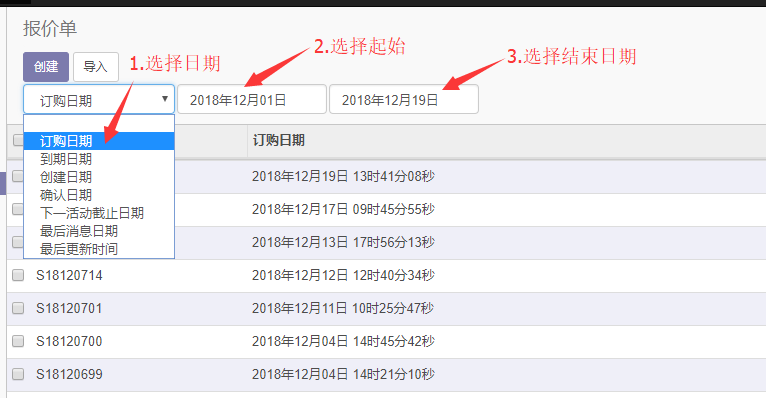 报价单
创建 导入
1.选择日期
2.选择起始
3.选择结束日期
订购日期 2018年12月01日 2018年12月19日
订购日期
订购日期
到期日期
创建日期
确认日期
下一活动截止日期
最后消息日期
最后更新时间
2018年12月19日 13时41分08秒
2018年12月17日 09时45分55秒
2018年12月13日 17时56分13秒
S18120714 2018年12月12日 12时40分34秒
S18120701 2018年12月11日 10时25分47秒
S18120700 2018年12月04日 14时45分42秒
S18120699 2018年12月04日 14时21分10秒